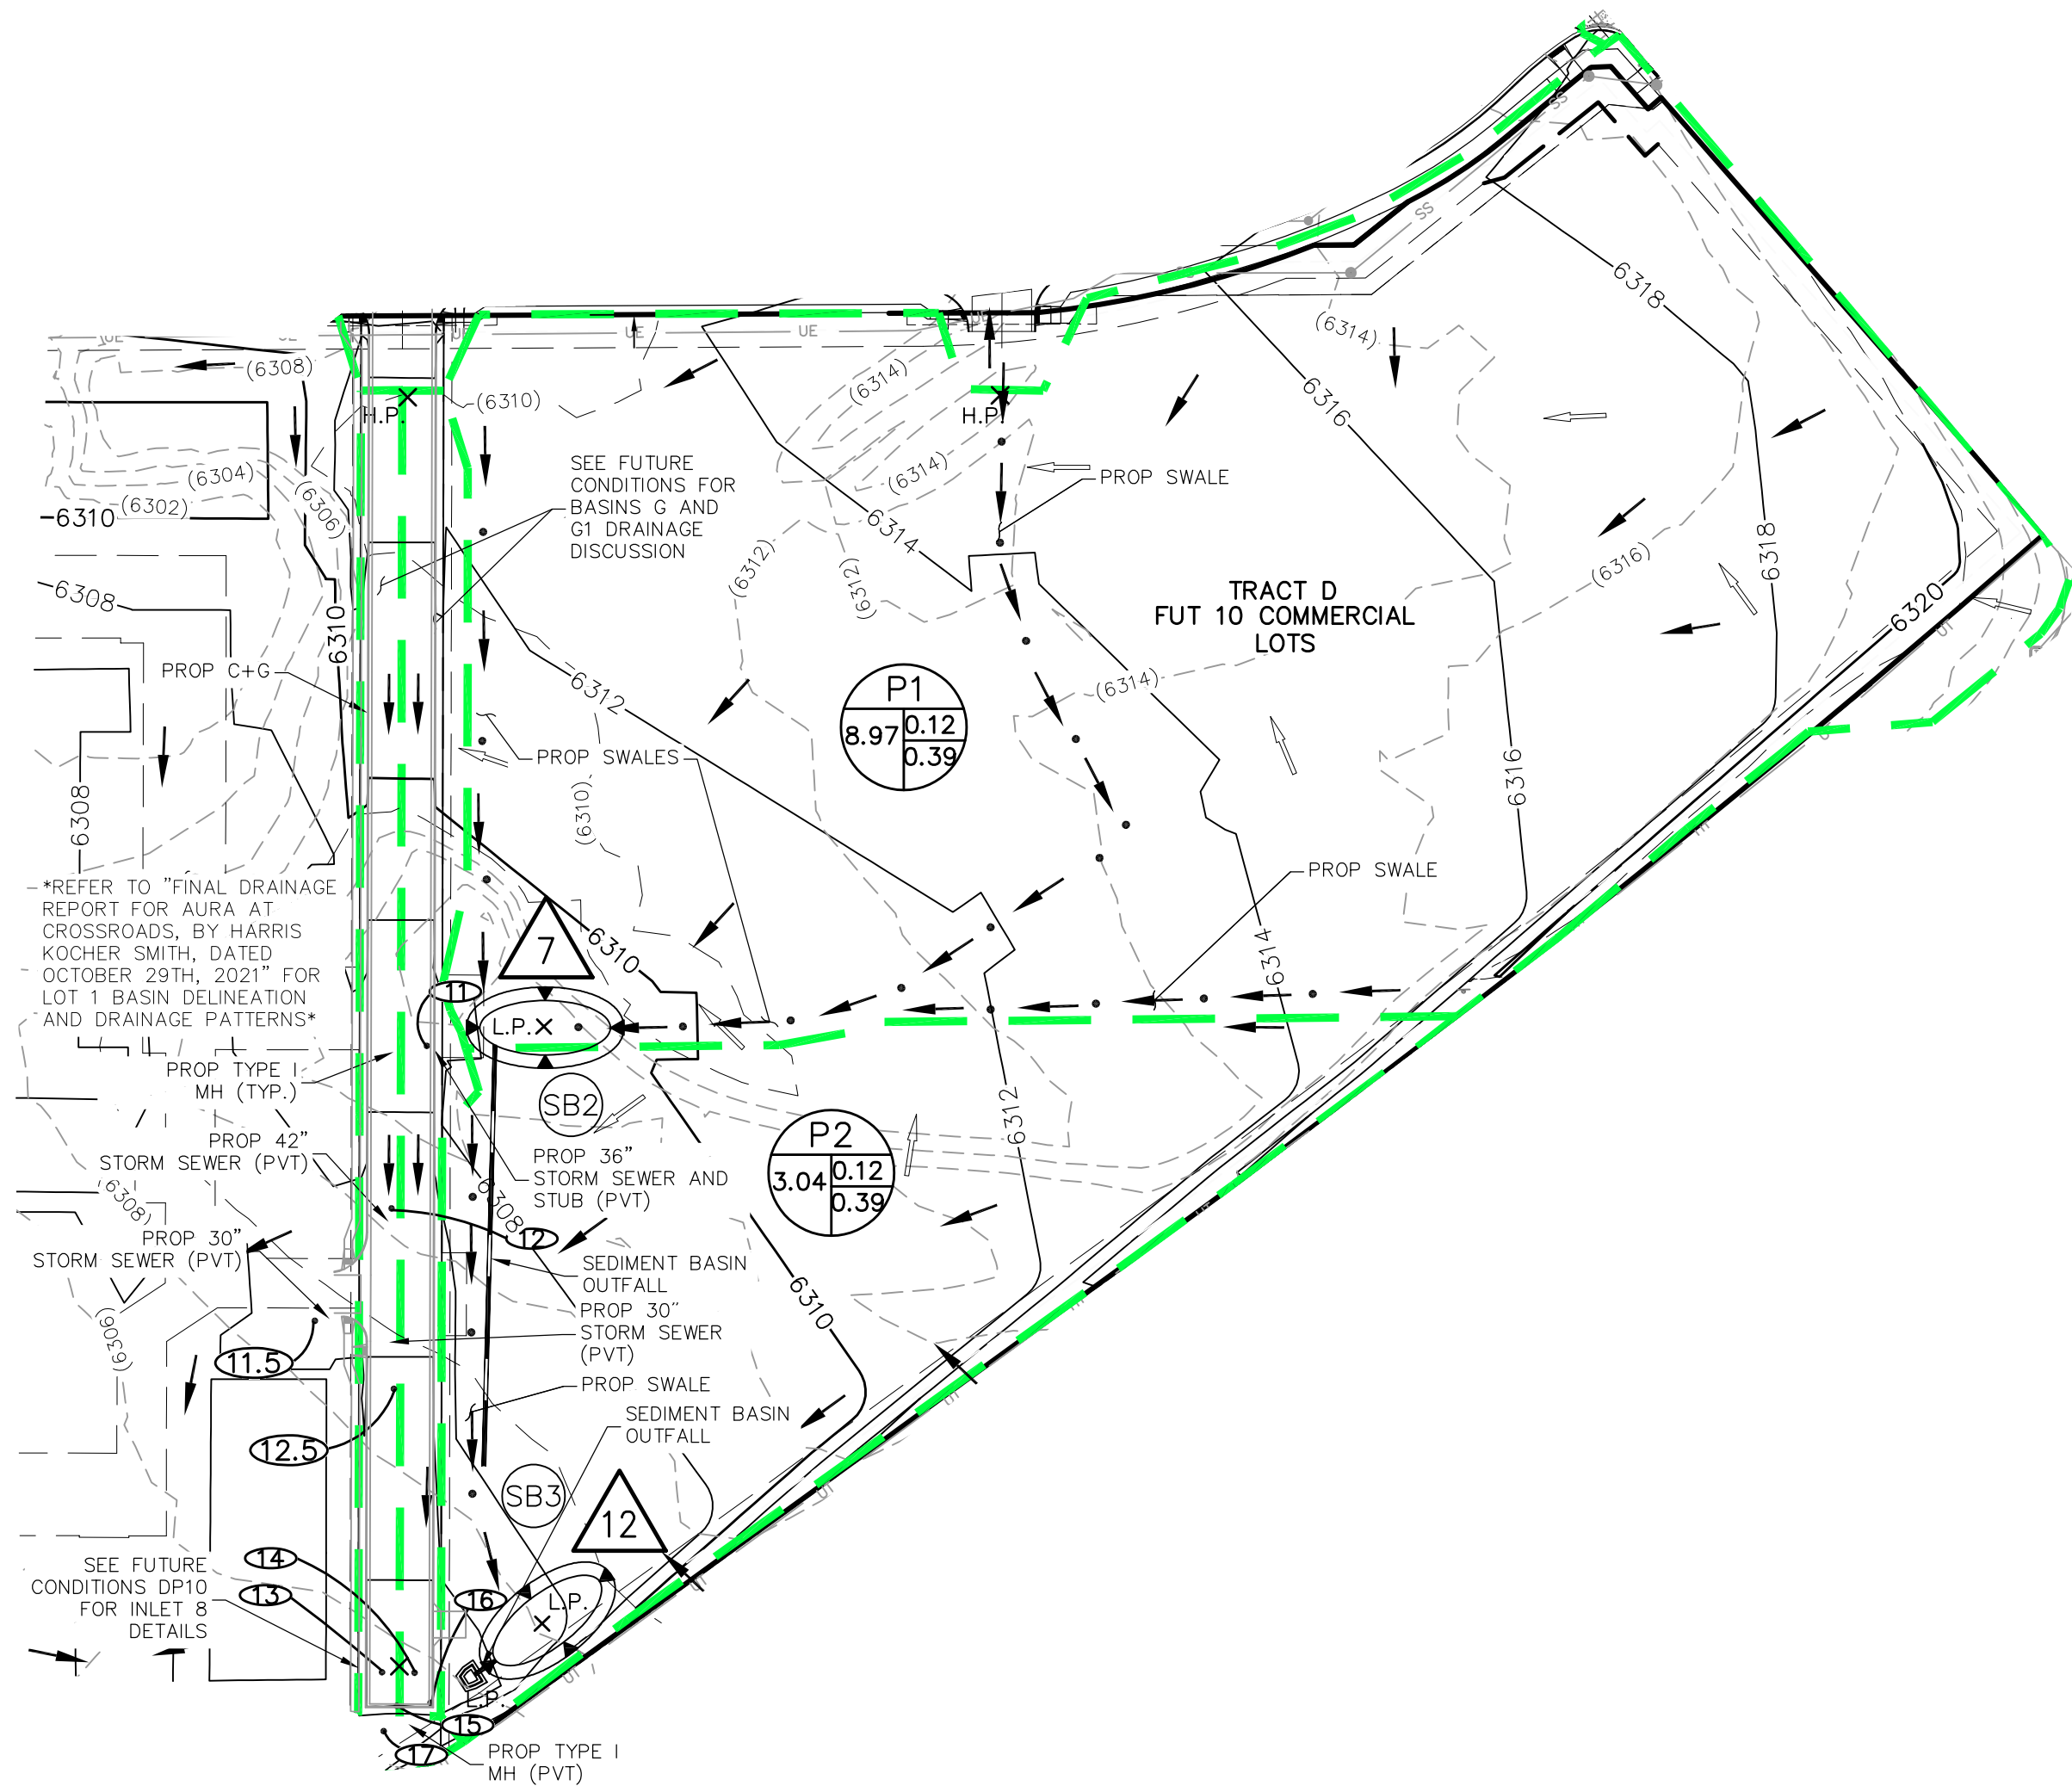 6318
(6314)
(6308)
UE
UE
UE
SS
SS
(6310)
H.P.
(6314)
H.P.
6316
SEE FUTURE
CONDITIONS FOR
BASINS G AND
G1 DRAINAGE
DISCUSSION
PROP SWALE
(6314)
(6304)
(6302)
(6306)
6310
6314
6318
(6316)
(6312)
(6312)
TRACT D
FUT 10 COMMERCIAL
LOTS
6308
6310
6320
PROP C+G
6312
(6314)
P1
8.97
0.12
0.39
PROP SWALES
6316
(6310)
6308
PROP SWALE
*REFER TO "FINAL DRAINAGE
REPORT FOR AURA AT
CROSSROADS, BY HARRIS
KOCHER SMITH, DATED
OCTOBER 29TH, 2021" FOR
LOT 1 BASIN DELINEATION
AND DRAINAGE PATTERNS*
7
6310
6314
11
L.P.
PROP TYPE I
MH (TYP.)
SB2
6312
P2
3.04
0.12
0.39
PROP 42"
STORM SEWER (PVT)
PROP 36"
STORM SEWER AND
STUB (PVT)
(6308)
6308
12
PROP 30"
STORM SEWER (PVT)
SEDIMENT BASIN
OUTFALL
6310
PROP 30"
STORM SEWER
(PVT)
(6306)
11.5
PROP SWALE
SEDIMENT BASIN
OUTFALL
12.5
SB3
12
SEE FUTURE
CONDITIONS DP10
FOR INLET 8
DETAILS
14
13
16
L.P.
L.P.
15
17
PROP TYPE I
MH (PVT)